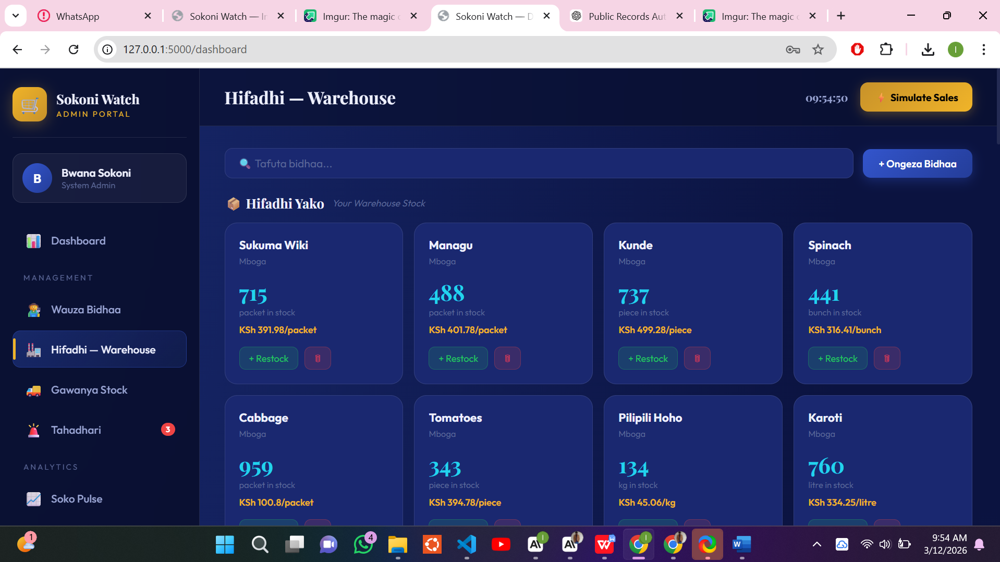 WhatsApp
Sokoni Watch — In
Imgur: The magic o
Sokoni Watch — D
Public Records Aut
Imgur: The magic o
127.0.0.1:5000/dashboard
I
Sokoni Watch
ADMIN PORTAL
B
Bwana Sokoni
System Admin
Dashboard
MANAGEMENT
Wauza Bidhaa
Hifadhi — Warehouse
Gawanya Stock
Tahadhari
3
ANALYTICS
Soko Pulse
Hifadhi — Warehouse
09:54:50
Simulate Sales
Tafuta bidhaa...
+ Ongeza Bidhaa
Hifadhi Yako
Your Warehouse Stock
Sukuma Wiki
Mboga
715
packet in stock
KSh 391.98/packet
+ Restock
Managu
Mboga
488
packet in stock
KSh 401.78/packet
+ Restock
Kunde
Mboga
737
piece in stock
KSh 499.28/piece
+ Restock
Spinach
Mboga
441
bunch in stock
KSh 316.41/bunch
+ Restock
Cabbage
Mboga
959
packet in stock
KSh 100.8/packet
Tomatoes
Mboga
343
piece in stock
KSh 394.78/piece
Pilipili Hoho
Mboga
134
kg in stock
KSh 45.06/kg
Karoti
Mboga
760
litre in stock
KSh 334.25/litre
1
4
9:54 AM
3/12/2026